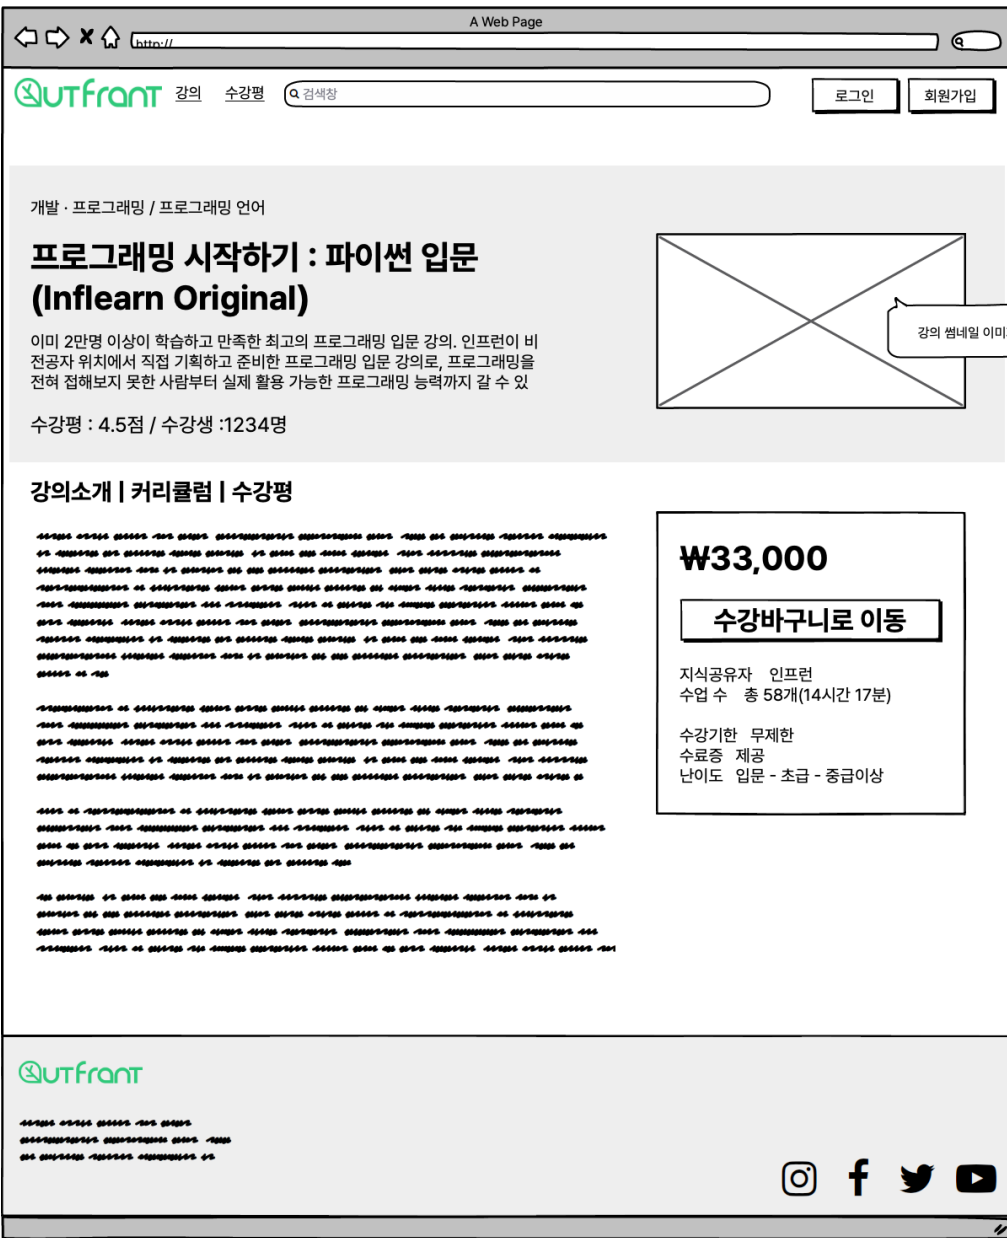 A Web Page
http://
OUTFRANT
강의
수강평
검색창
로그인
회원가입
개발 · 프로그래밍 / 프로그래밍 언어
프로그래밍 시작하기 : 파이썬 입문
(Inflearn Original)
이미 2만명 이상이 학습하고 만족한 최고의 프로그래밍 입문 강의. 인프런이 비
전공자 위치에서 직접 기획하고 준비한 프로그래밍 입문 강의로, 프로그래밍을
전혀 접해보지 못한 사람부터 실제 활용 가능한 프로그래밍 능력까지 갈 수 있
수강평 : 4.5점 / 수강생 :1234명
강의 썸네일
강의소개 | 커리큘럼 | 수강평
₩33,000
수강바구니로 이동
지식공유자 인프런
수업 수 총 58개(14시간 17분)
수강기한 무제한
수료증 제공
난이도 입문 - 초급 - 중급이상
OUTFRANT